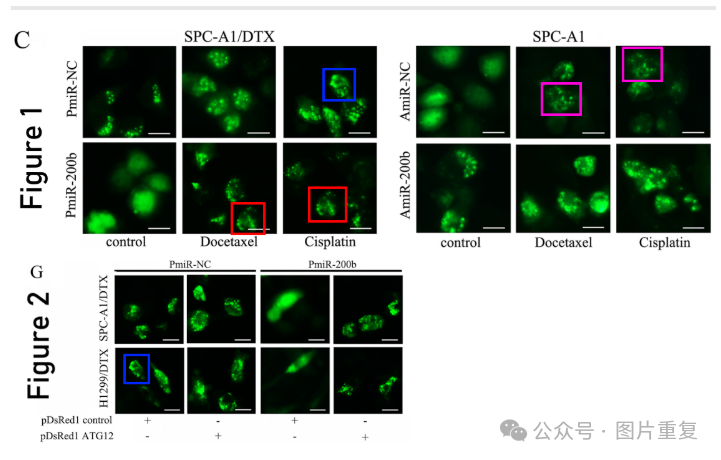 C
SPC-A1/DTX
SPC-A1
Figure 1
PmiR-NC
PmiR-200b
control
Docetaxel
Cisplatin
AmiR-NC
AmiR-200b
control
Docetaxel
Cisplatin
G
Figure 2
PmiR-NC
PmiR-200b
SPC-A1/DTX
H1299/DTX
pDsRed1 control + - + -
pDsRed1 ATG12 - + - +
公众号 · 图片重复